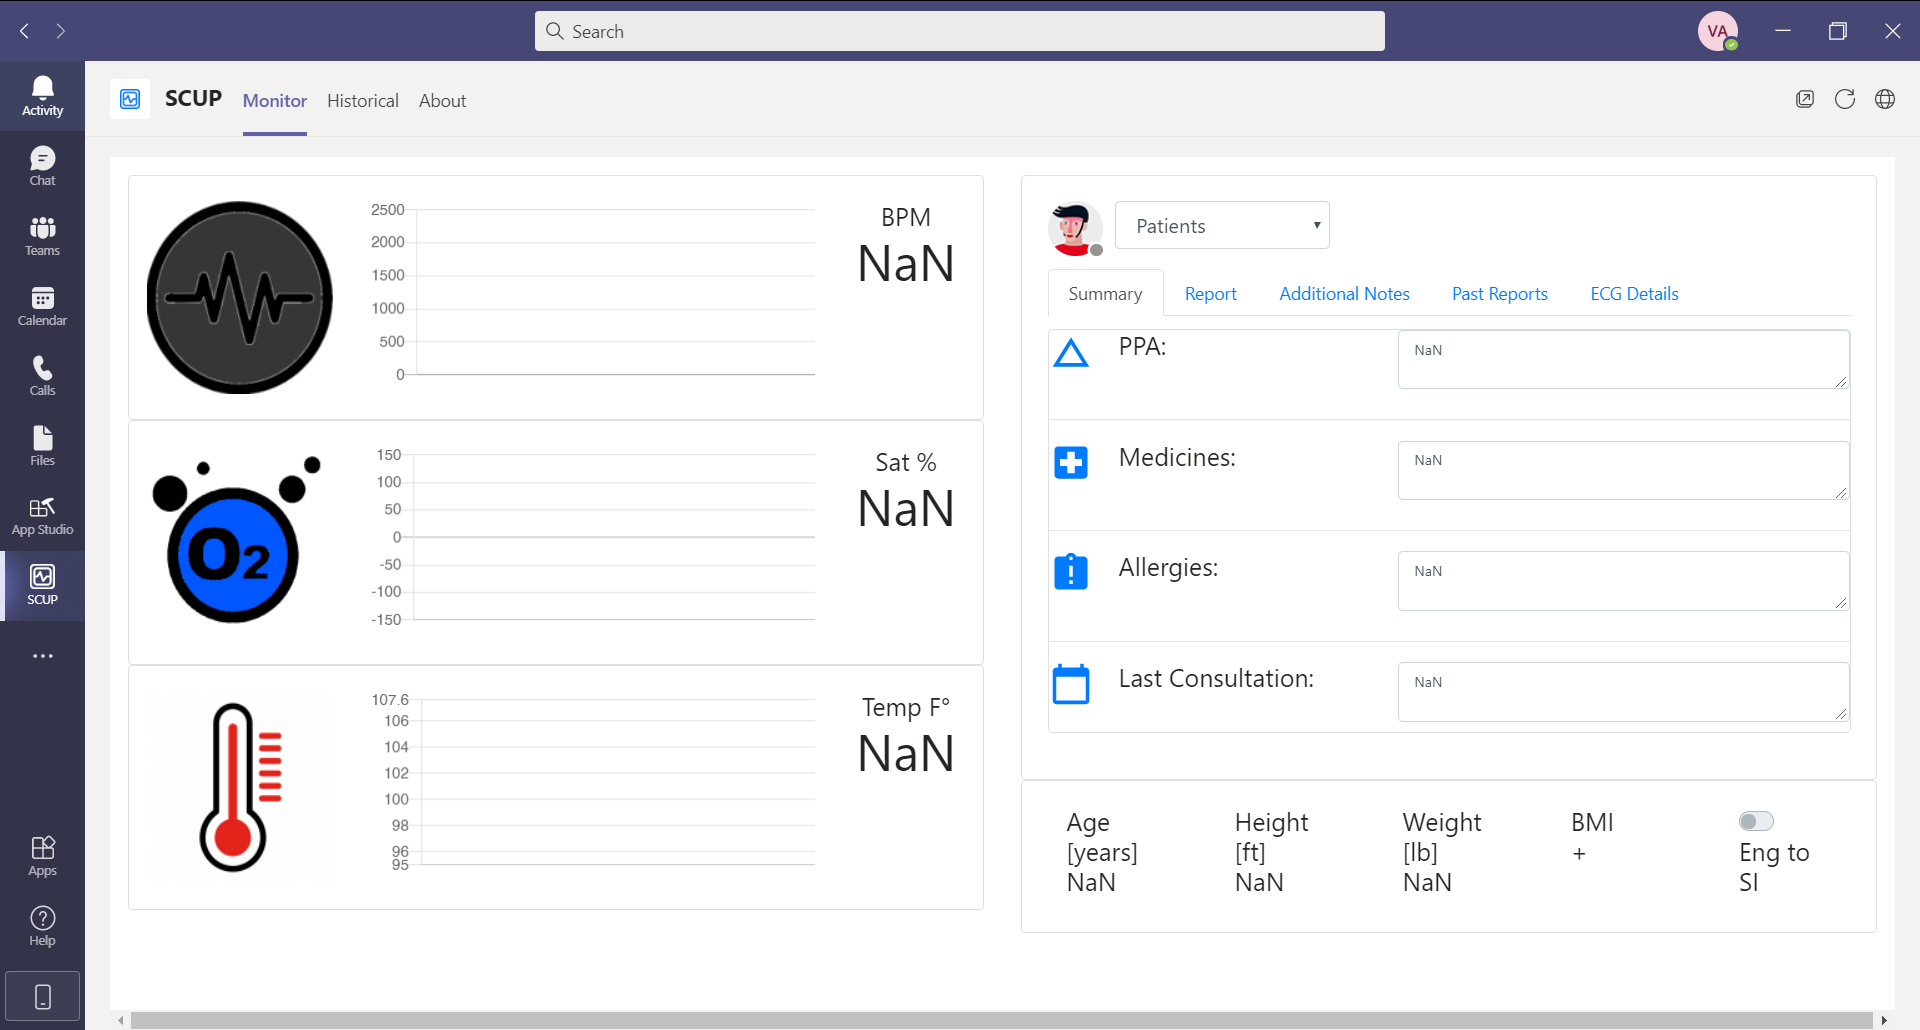 Search
VA
Activity
Chat
Teams
Calendar
Calls
Files
App Studio
SCUP
Apps
Help
SCUP Monitor Historical About
2500
2000
1500
1000
500
0
BPM
NaN
O2
150
100
50
0
-50
-100
-150
Sat %
NaN
107.6
106
104
102
100
98
96
95
Temp F°
NaN
Patients
Summary Report Additional Notes Past Reports ECG Details
PPA: NaN
Medicines: NaN
Allergies: NaN
Last Consultation: NaN
Age
[years]
NaN
Height
[ft]
NaN
Weight
[lb]
NaN
BMI
+
Eng to
SI